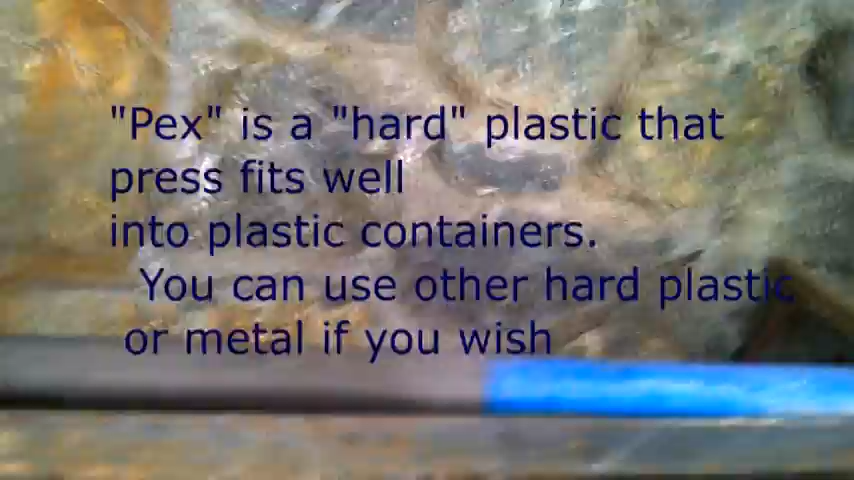 "Pex" is a "hard" plastic that
press fits well
into plastic containers.
You can use other hard plastic
or metal if you wish